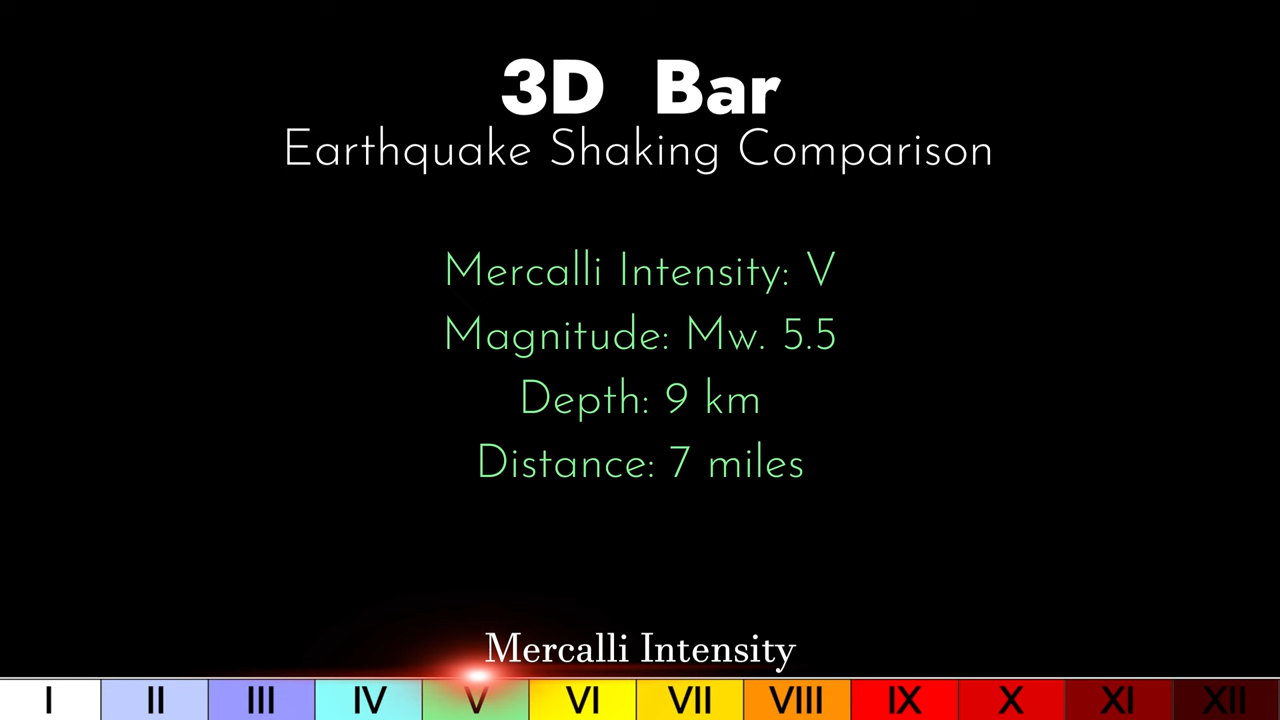 3D Bar
Earthquake Shaking Comparison
Mercalli Intensity: V
Magnitude: Mw. 5.5
Depth: 9 km
Distance: 7 miles
Mercalli Intensity
I II III IV V VI VII VIII IX X XI XII